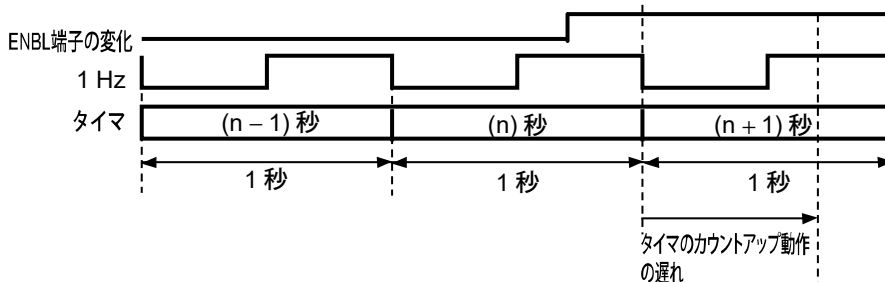 ENBL端子の変化
1 Hz
タイマ
(n − 1) 秒
(n) 秒
(n + 1) 秒
1 秒
1 秒
1 秒
タイマのカウントアップ動作
の遅れ